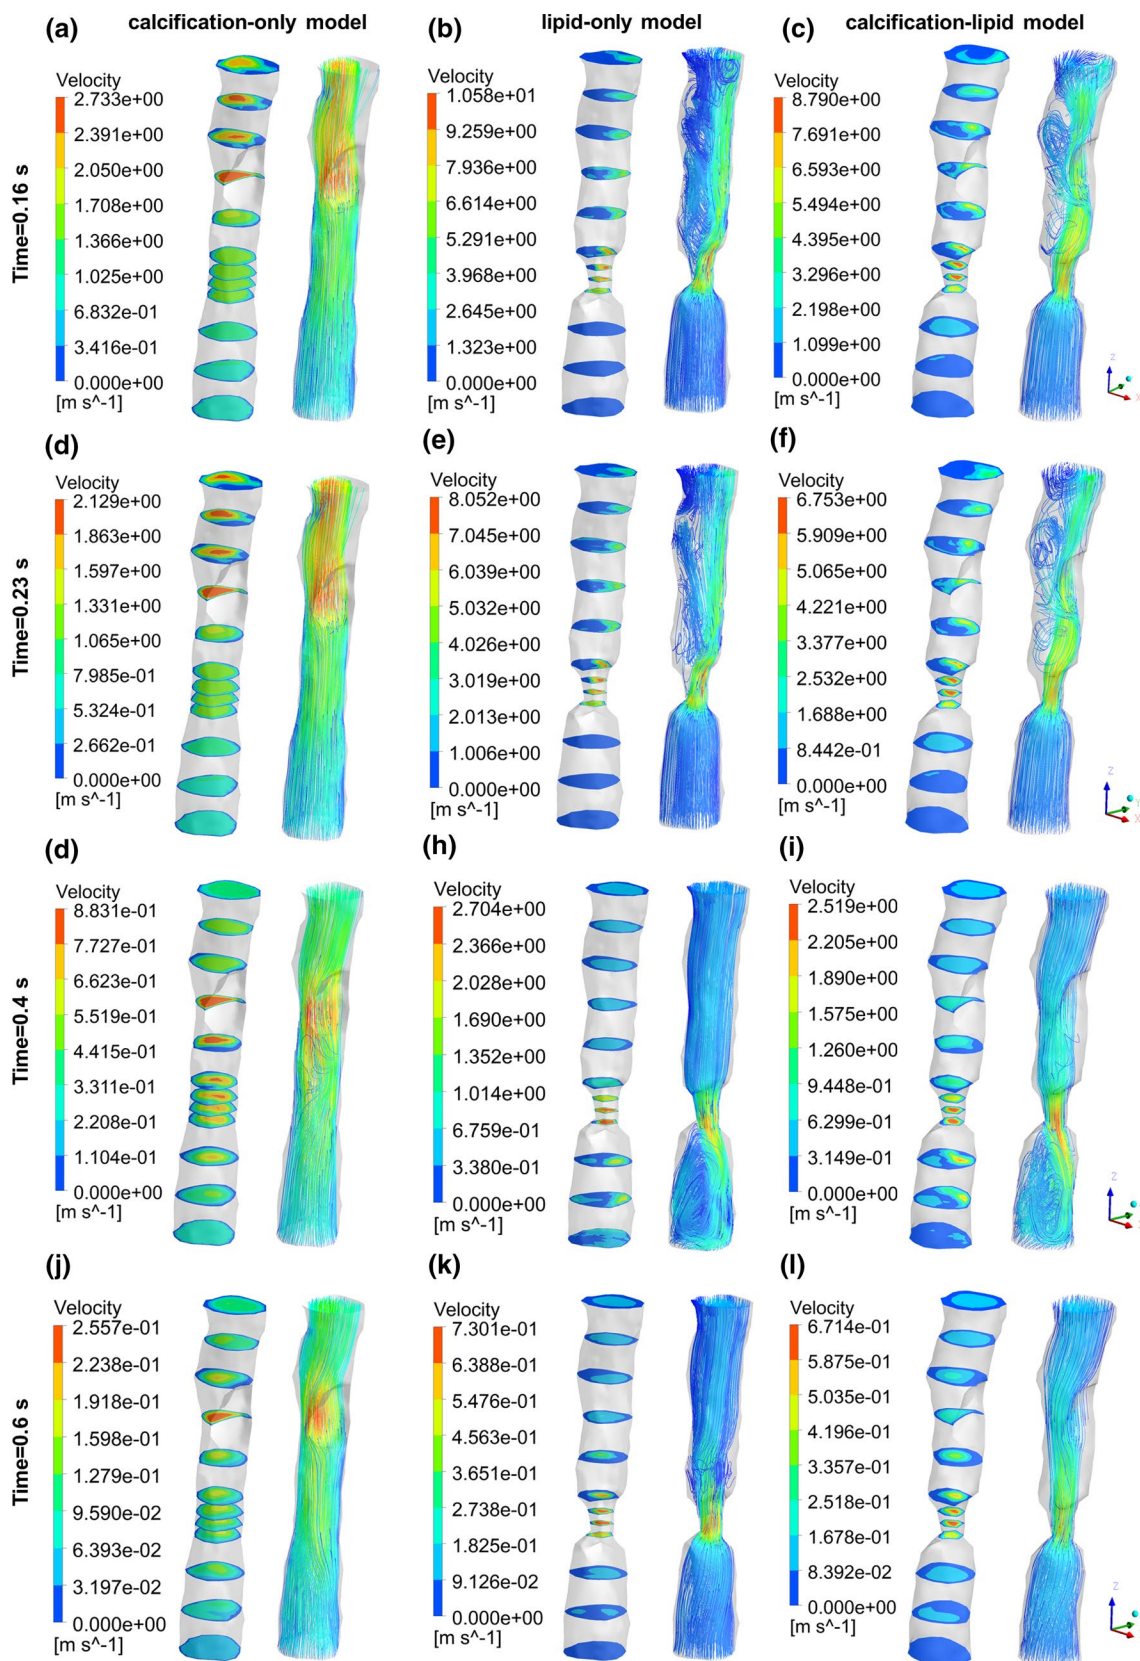 (a) calcification-only model
(b) lipid-only model
(c) calcification-lipid model
Time=0.16 s
Velocity
2.733e+00
2.391e+00
2.050e+00
1.708e+00
1.366e+00
1.025e+00
6.832e-01
3.416e-01
0.000e+00
[m s^-1]
Velocity
1.058e+01
9.259e+00
7.936e+00
6.614e+00
5.291e+00
3.968e+00
2.645e+00
1.323e+00
0.000e+00
[m s^-1]
Velocity
8.790e+00
7.691e+00
6.593e+00
5.494e+00
4.395e+00
3.296e+00
2.198e+00
1.099e+00
0.000e+00
[m s^-1]
Z
X
Time=0.23 s
(d)
Velocity
2.129e+00
1.863e+00
1.597e+00
1.331e+00
1.065e+00
7.985e-01
5.324e-01
2.662e-01
0.000e+00
[m s^-1]
(e)
Velocity
8.052e+00
7.045e+00
6.039e+00
5.032e+00
4.026e+00
3.019e+00
2.013e+00
1.006e+00
0.000e+00
[m s^-1]
(f)
Velocity
6.753e+00
5.909e+00
5.065e+00
4.221e+00
3.377e+00
2.532e+00
1.688e+00
8.442e-01
0.000e+00
[m s^-1]
Z
Y
X
Time=0.4 s
(d)
Velocity
8.831e-01
7.727e-01
6.623e-01
5.519e-01
4.415e-01
3.311e-01
2.208e-01
1.104e-01
0.000e+00
[m s^-1]
(h)
Velocity
2.704e+00
2.366e+00
2.028e+00
1.690e+00
1.352e+00
1.014e+00
6.759e-01
3.380e-01
0.000e+00
[m s^-1]
(i)
Velocity
2.519e+00
2.205e+00
1.890e+00
1.575e+00
1.260e+00
9.448e-01
6.299e-01
3.149e-01
0.000e+00
[m s^-1]
Z
Time=0.6 s
(j)
Velocity
2.557e-01
2.238e-01
1.918e-01
1.598e-01
1.279e-01
9.590e-02
6.393e-02
3.197e-02
0.000e+00
[m s^-1]
(k)
Velocity
7.301e-01
6.388e-01
5.476e-01
4.563e-01
3.651e-01
2.738e-01
1.825e-01
9.126e-02
0.000e+00
[m s^-1]
(l)
Velocity
6.714e-01
5.875e-01
5.035e-01
4.196e-01
3.357e-01
2.518e-01
1.678e-01
8.392e-02
0.000e+00
[m s^-1]
Z